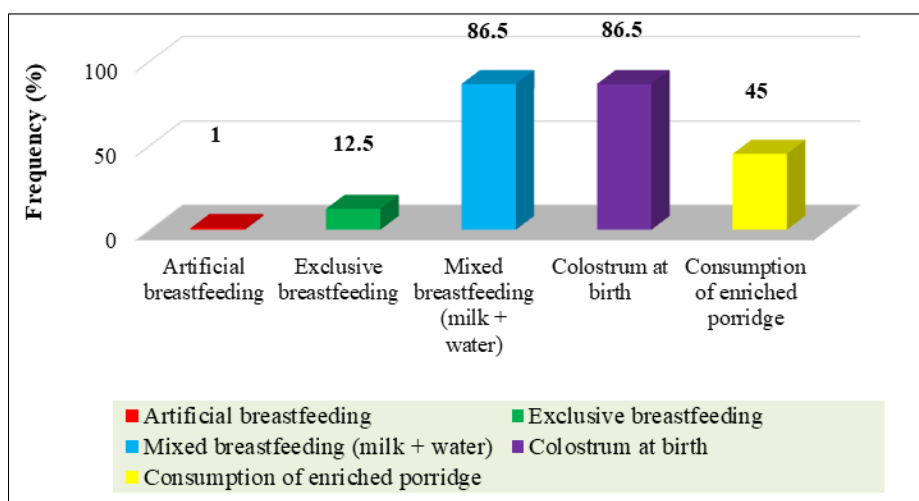 86.5
86.5
100
45
1
12.5
50
0
Frequency (%)
Artificial
breastfeeding
Exclusive
breastfeeding
Mixed
breastfeeding
(milk +
water)
Colostrum at
birth
Consumption
of enriched
porridge
Artificial breastfeeding
Exclusive breastfeeding
Mixed breastfeeding (milk + water)
Colostrum at birth
Consumption of enriched porridge